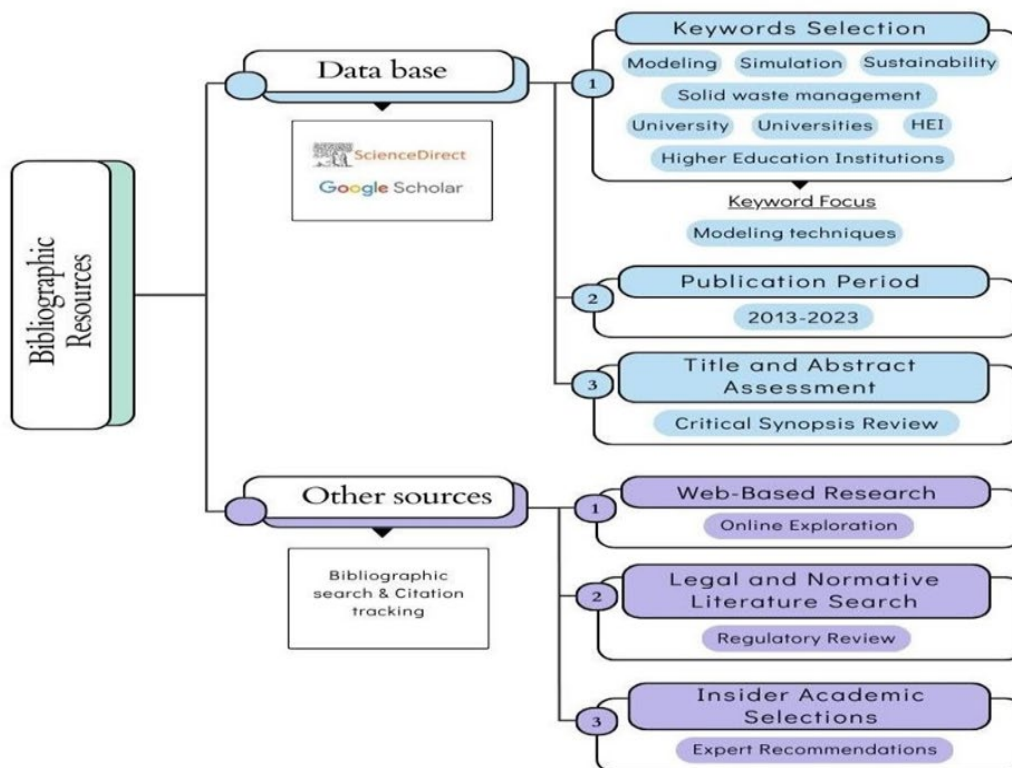 Bibliographic
Resources
Data base
ScienceDirect
Google Scholar
1
Keywords Selection
Modeling Simulation Sustainability
Solid waste management
University Universities HEI
Higher Education Institutions
Keyword Focus
Modeling techniques
2
Publication Period
2013-2023
3
Title and Abstract
Assessment
Critical Synopsis Review
Other sources
Bibliographic
search & Citation
tracking
1
Web-Based Research
Online Exploration
2
Legal and Normative
Literature Search
Regulatory Review
3
Insider Academic
Selections
Expert Recommendations